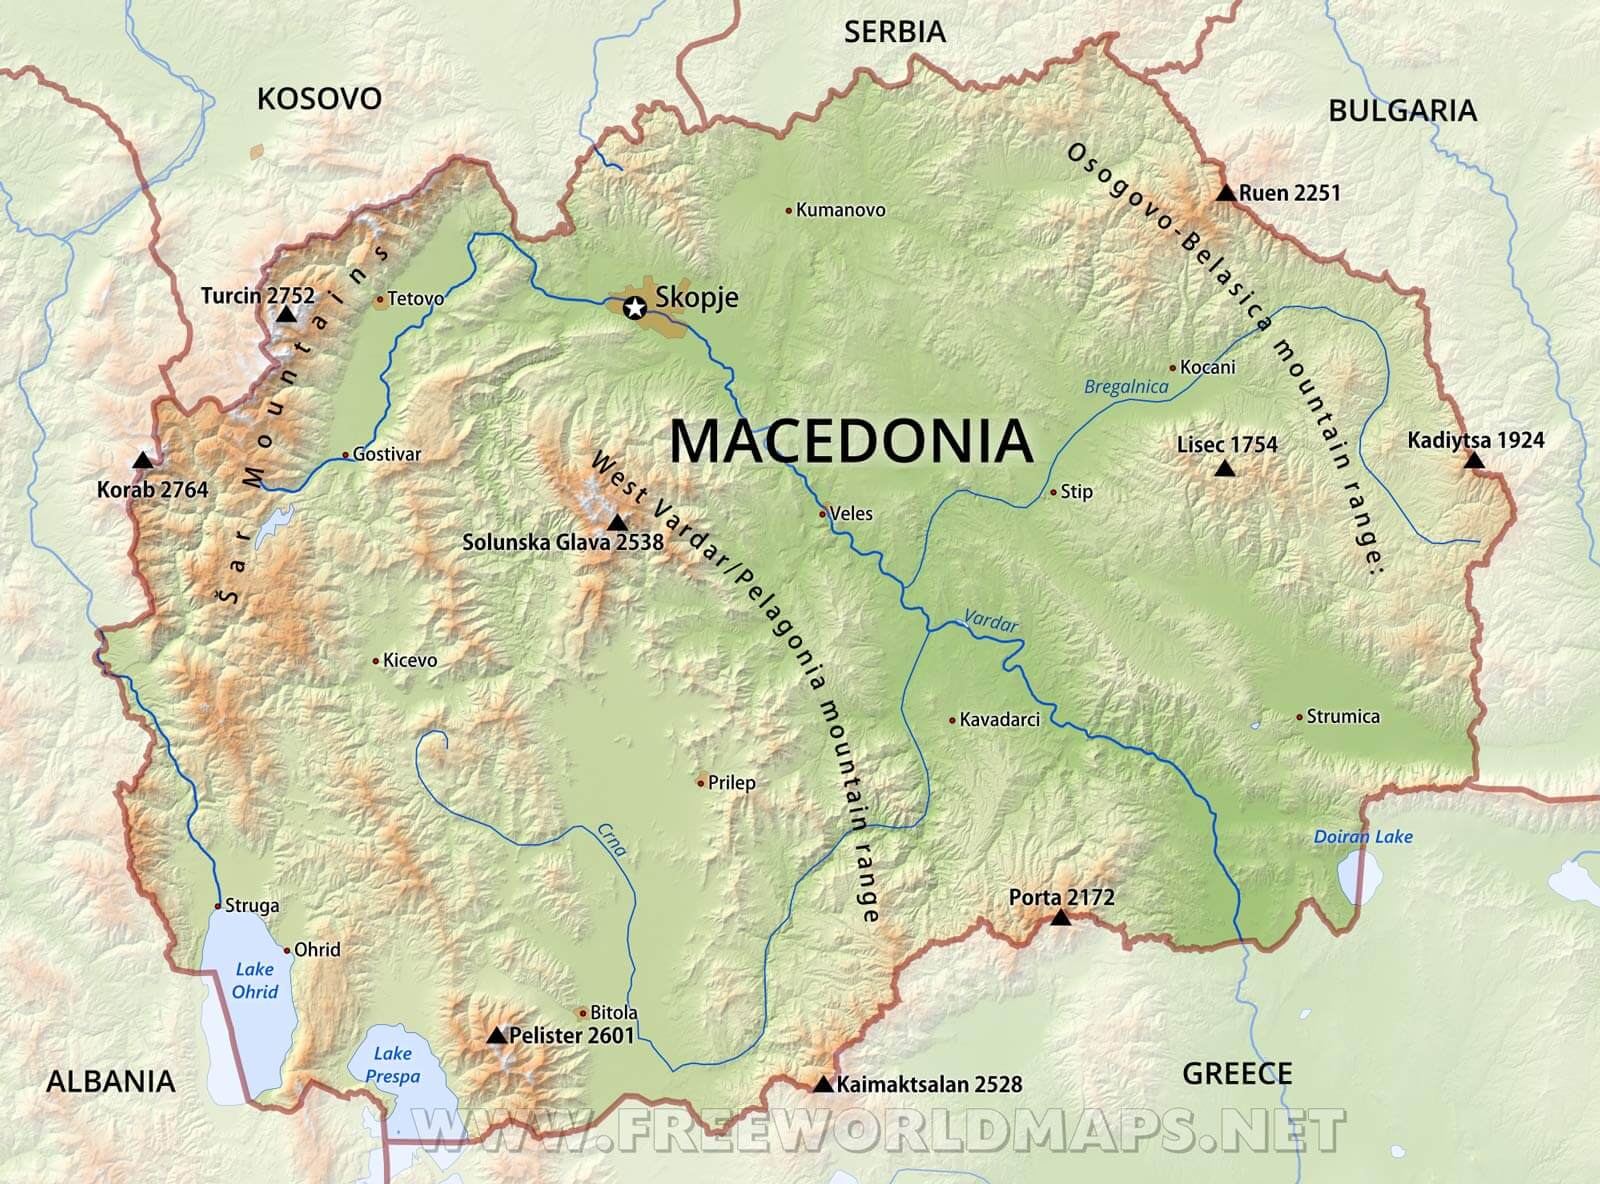 SERBIA
KOSOVO
BULGARIA
Osogovo-Belasica mountain range:
Ruen 2251
Kumanovo
Turcin 2752
Tetovo
Skopje
Šar Mountains
Kocani
Bregalnica
MACEDONIA
Lisec 1754
Kadiytsa 1924
Gostivar
Korab 2764
West Vardar/Pelagonia mountain range
Stip
Veles
Solunska Glava 2538
Vardar
Kicevo
Kavadarci
Strumica
Prilep
Crna
Doiran Lake
Porta 2172
Struga
Ohrid
Lake
Ohrid
Bitola
Pelister 2601
Lake
Prespa
ALBANIA
GREECE
Kaimaktsalan 2528
WWW.FREEWORLDMAPS.NET